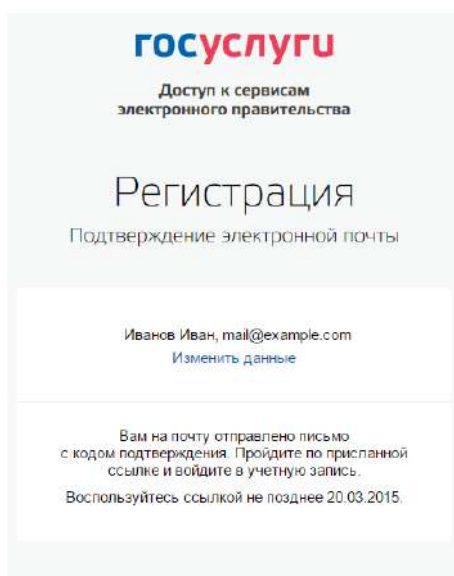 госуслуги
Доступ к сервисам
электронного правительства
Регистрация
Подтверждение электронной почты
Иванов Иван, mail@example.com
Изменить данные
Вам на почту отправлено письмо
с кодом подтверждения. Пройдите по присланной
ссылке и войдите в учетную запись.
Воспользуйтесь ссылкой не позднее 20.03.2015.